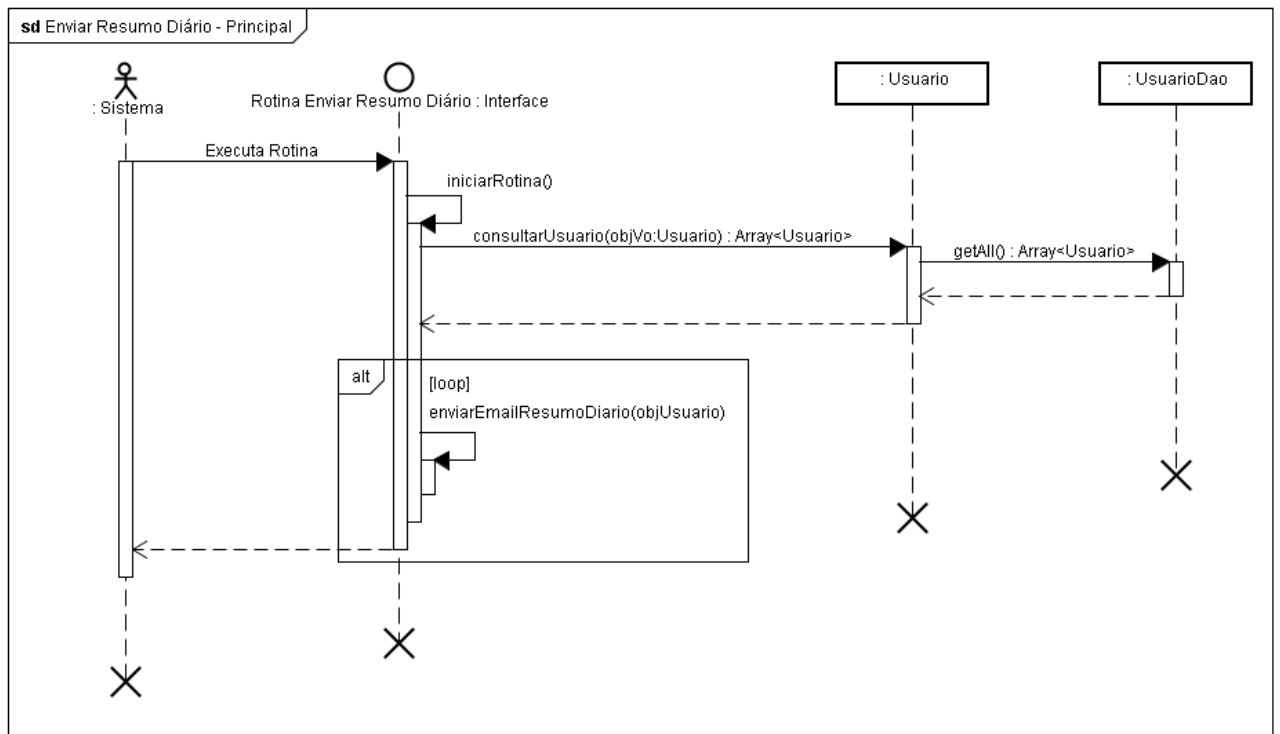 sd Enviar Resumo Diário - Principal
: Sistema
Rotina Enviar Resumo Diário : Interface
: Usuario
: UsuarioDao
Executa Rotina
iniciarRotina()
consultarUsuario(objVo:Usuario) : Array<Usuario>
getAll() : Array<Usuario>
alt
[loop]
enviarEmailResumoDiario(objUsuario)